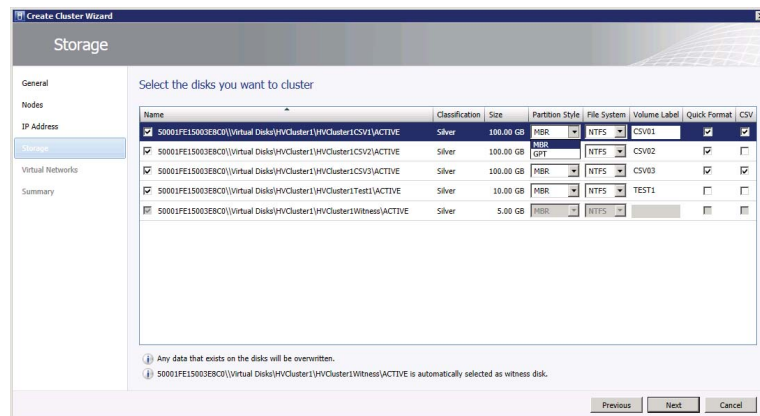 Create Cluster Wizard
Storage
General
Nodes
IP Address
Storage
Virtual Networks
Summary
Select the disks you want to cluster
Name Classification Size Partition Style File System Volume Label Quick Format CSV
50001FE15003E8C0\\Virtual Disks\HVCluster1\HVCluster1CSV1\ACTIVE Silver 100.00 GB MBR NTFS CSV01
MBR
50001FE15003E8C0\\Virtual Disks\HVCluster1\HVCluster1CSV2\ACTIVE Silver 100.00 GB GPT NTFS CSV02
50001FE15003E8C0\\Virtual Disks\HVCluster1\HVCluster1CSV3\ACTIVE Silver 100.00 GB MBR NTFS CSV03
50001FE15003E8C0\\Virtual Disks\HVCluster1\HVCluster1Test1\ACTIVE Silver 10.00 GB MBR NTFS TEST1
50001FE15003E8C0\\Virtual Disks\HVCluster1\HVCluster1Witness\ACTIVE Silver 5.00 GB MBR NTFS
Any data that exists on the disks will be overwritten.
50001FE15003E8C0\\Virtual Disks\HVCluster1\HVCluster1Witness\ACTIVE is automatically selected as witness disk.
Previous Next Cancel